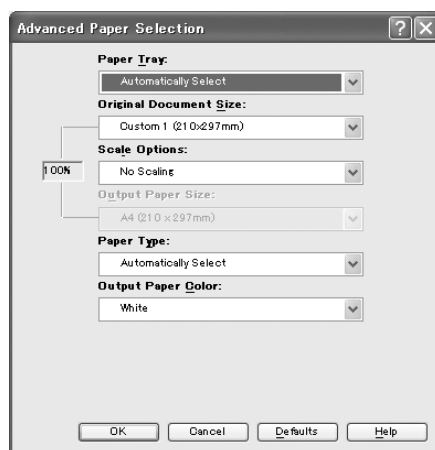 Advanced Paper Selection
Paper Tray:
Automatically Select
Original Document Size:
Custom 1 (210x297mm)
100%
Scale Options:
No Scaling
Output Paper Size:
A4 (210 x 297mm)
Paper Type:
Automatically Select
Output Paper Color:
White
OK Cancel Defaults Help